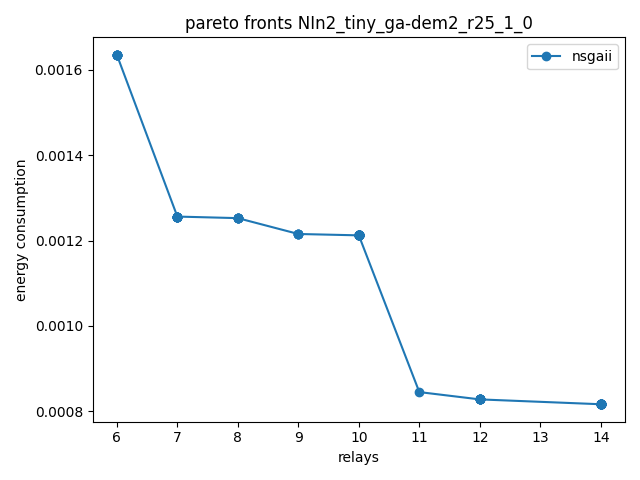 pareto fronts NIn2_tiny_ga-dem2_r25_1_0
nsgaii
energy consumption
0.0016
0.0014
0.0012
0.0010
0.0008
6 7 8 9 10 11 12 13 14
relays